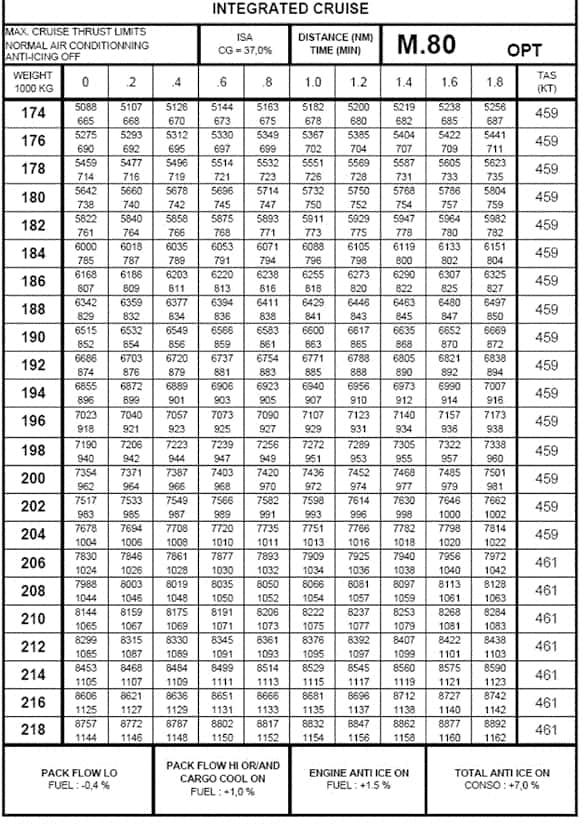 INTEGRATED CRUISE
MAX. CRUISE THRUST LIMITS
NORMAL AIR CONDITIONNING
ANTI-ICING OFF
ISA
CG = 37,0%
DISTANCE (NM)
TIME (MIN)
M.80 OPT
WEIGHT
1000 KG
0 .2 .4 .6 .8 1.0 1.2 1.4 1.6 1.8
TAS
(KT)
5088 5107 5126 5144 5163 5182 5200 5219 5238 5256
174 459
665 668 670 673 675 678 680 682 685 687
5275 5293 5312 5330 5349 5367 5385 5404 5422 5441
176 459
690 692 695 697 699 702 704 707 709 711
5459 5477 5496 5514 5532 5551 5569 5587 5605 5623
178 459
714 716 719 721 723 726 728 731 733 735
5642 5660 5678 5696 5714 5732 5750 5768 5786 5804
180 459
738 740 742 745 747 750 752 754 757 759
5822 5840 5858 5875 5893 5911 5929 5947 5964 5982
182 459
761 764 766 768 771 773 775 778 780 782
6000 6018 6035 6053 6071 6088 6105 6119 6133 6151
184 459
785 787 789 791 794 796 798 800 802 804
6168 6186 6203 6220 6238 6255 6273 6290 6307 6325
186 459
807 809 811 813 816 818 820 822 825 827
6342 6359 6377 6394 6411 6429 6446 6463 6480 6497
188 459
829 832 834 836 838 841 843 845 847 850
6515 6532 6549 6566 6583 6600 6617 6635 6652 6669
190 459
852 854 856 859 861 863 865 868 870 872
6686 6703 6720 6737 6754 6771 6788 6805 6821 6838
192 459
874 876 879 881 883 885 888 890 892 894
6855 6872 6889 6906 6923 6940 6956 6973 6990 7007
194 459
896 899 901 903 905 907 910 912 914 916
7023 7040 7057 7073 7090 7107 7123 7140 7157 7173
196 459
918 921 923 925 927 929 931 934 936 938
7190 7206 7223 7239 7256 7272 7289 7305 7322 7338
198 459
940 942 944 947 949 951 953 955 957 960
7354 7371 7387 7403 7420 7436 7452 7468 7485 7501
200 459
962 964 966 968 970 972 974 977 979 981
7517 7533 7549 7566 7582 7598 7614 7630 7646 7662
202 459
983 985 987 989 991 993 996 998 1000 1002
7678 7694 7708 7720 7735 7751 7766 7782 7798 7814
204 459
1004 1006 1008 1010 1011 1013 1016 1018 1020 1022
7830 7846 7861 7877 7893 7909 7925 7940 7956 7972
206 461
1024 1026 1028 1030 1032 1034 1036 1038 1040 1042
7988 8003 8019 8035 8050 8066 8081 8097 8113 8128
208 461
1044 1046 1048 1050 1052 1054 1057 1059 1061 1063
8144 8159 8175 8191 8206 8222 8237 8253 8268 8284
210 461
1065 1067 1069 1071 1073 1075 1077 1079 1081 1083
8299 8315 8330 8345 8361 8376 8392 8407 8422 8438
212 461
1085 1087 1089 1091 1093 1095 1097 1099 1101 1103
8453 8468 8484 8499 8514 8529 8545 8560 8575 8590
214 461
1105 1107 1109 1111 1113 1115 1117 1119 1121 1123
8606 8621 8636 8651 8666 8681 8696 8712 8727 8742
216 461
1125 1127 1129 1131 1133 1135 1137 1138 1140 1142
8757 8772 8787 8802 8817 8832 8847 8862 8877 8892
218 461
1144 1146 1148 1150 1152 1154 1156 1158 1160 1162
PACK FLOW LO
FUEL : -0,4 %
PACK FLOW HI OR/AND
CARGO COOL ON
FUEL : +1,0 %
ENGINE ANTI ICE ON
FUEL : +1.5 %
TOTAL ANTI ICE ON
CONSO : +7,0 %